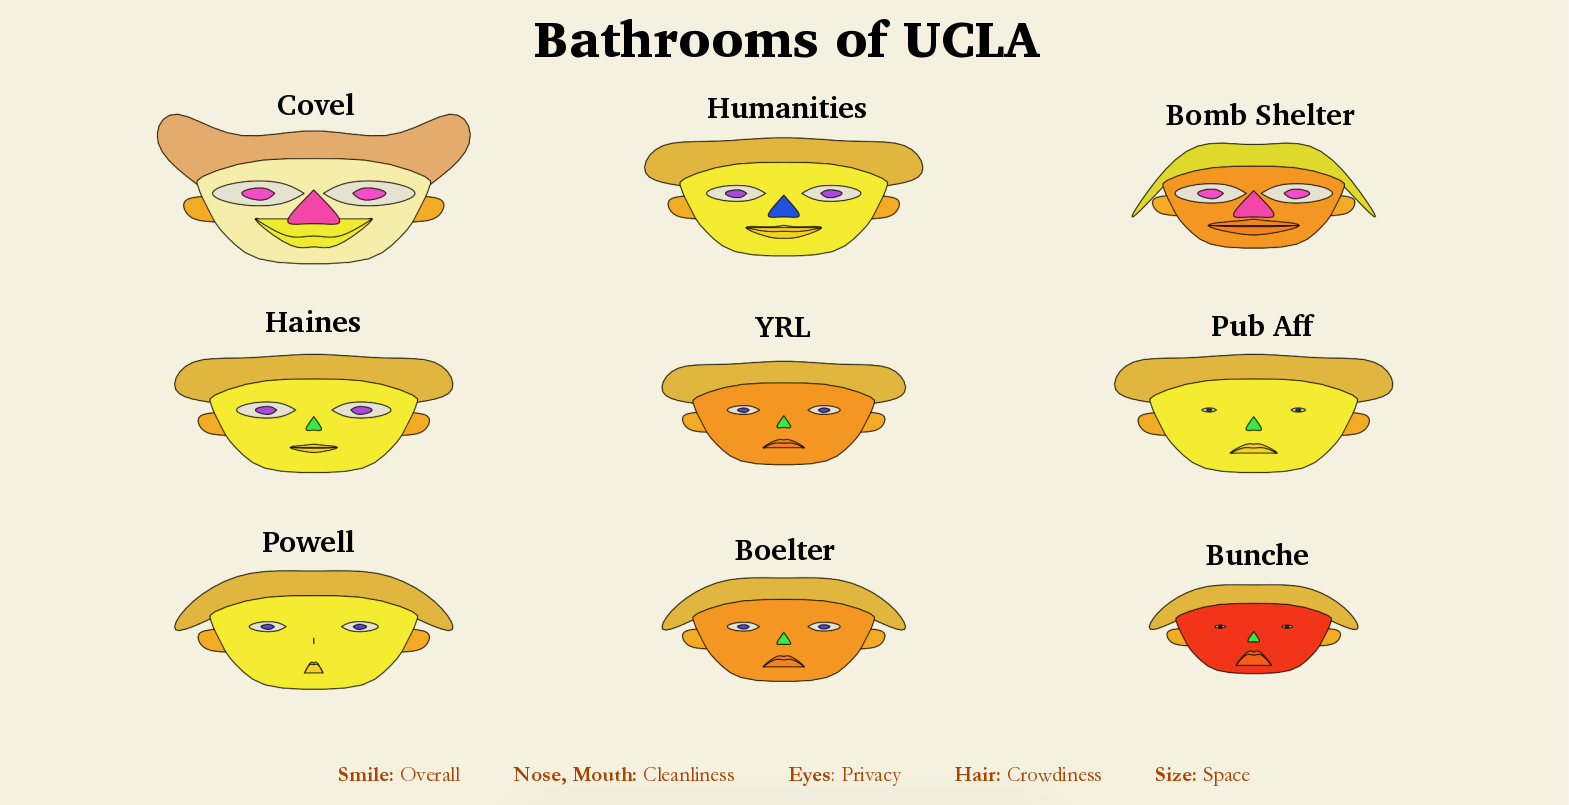 Bathrooms of UCLA
Covel
Humanities
Bomb Shelter
Haines
YRL
Pub Aff
Powell
Boelter
Bunche
Smile: Overall Nose, Mouth: Cleanliness Eyes: Privacy Hair: Crowdiness Size: Space